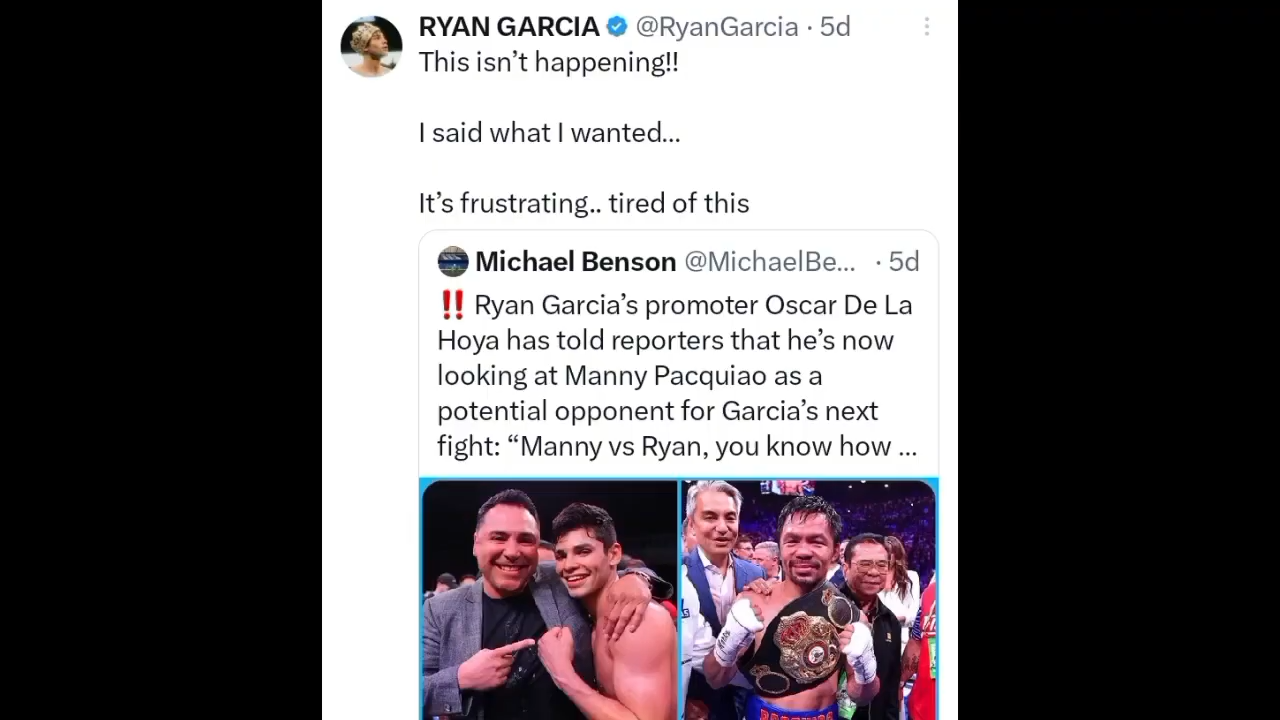 RYAN GARCIA @RyanGarcia · 5d
This isn’t happening!!
I said what I wanted...
It’s frustrating.. tired of this
Michael Benson @MichaelBe... · 5d
‼️ Ryan Garcia’s promoter Oscar De La
Hoya has told reporters that he’s now
looking at Manny Pacquiao as a
potential opponent for Garcia’s next
fight: “Manny vs Ryan, you know how ...